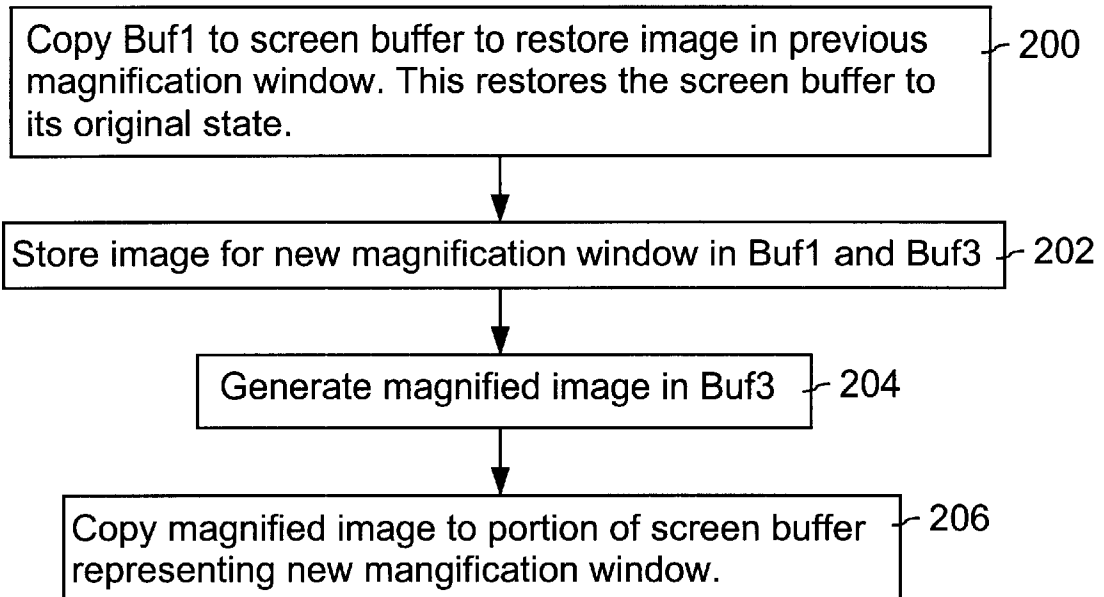 Copy Buf1 to screen buffer to restore image in previous
magnification window. This restores the screen buffer to
its original state.
200
Store image for new magnification window in Buf1 and Buf3
202
Generate magnified image in Buf3
204
Copy magnified image to portion of screen buffer
representing new mangification window.
206